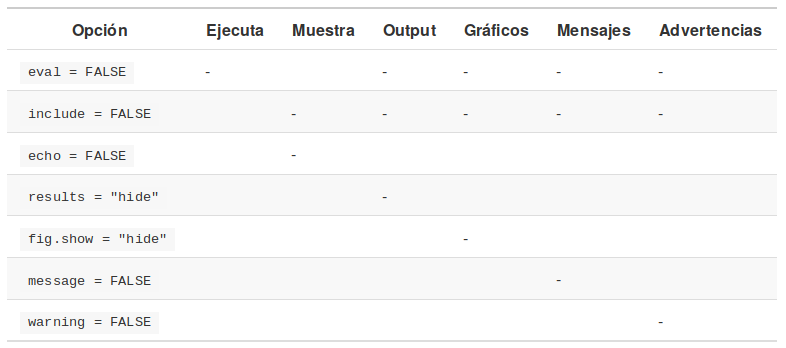 Opción Ejecuta Muestra Output Gráficos Mensajes Advertencias
eval = FALSE - - - - -
include = FALSE - - - - -
echo = FALSE -
results = "hide" -
fig.show = "hide" -
message = FALSE -
warning = FALSE -